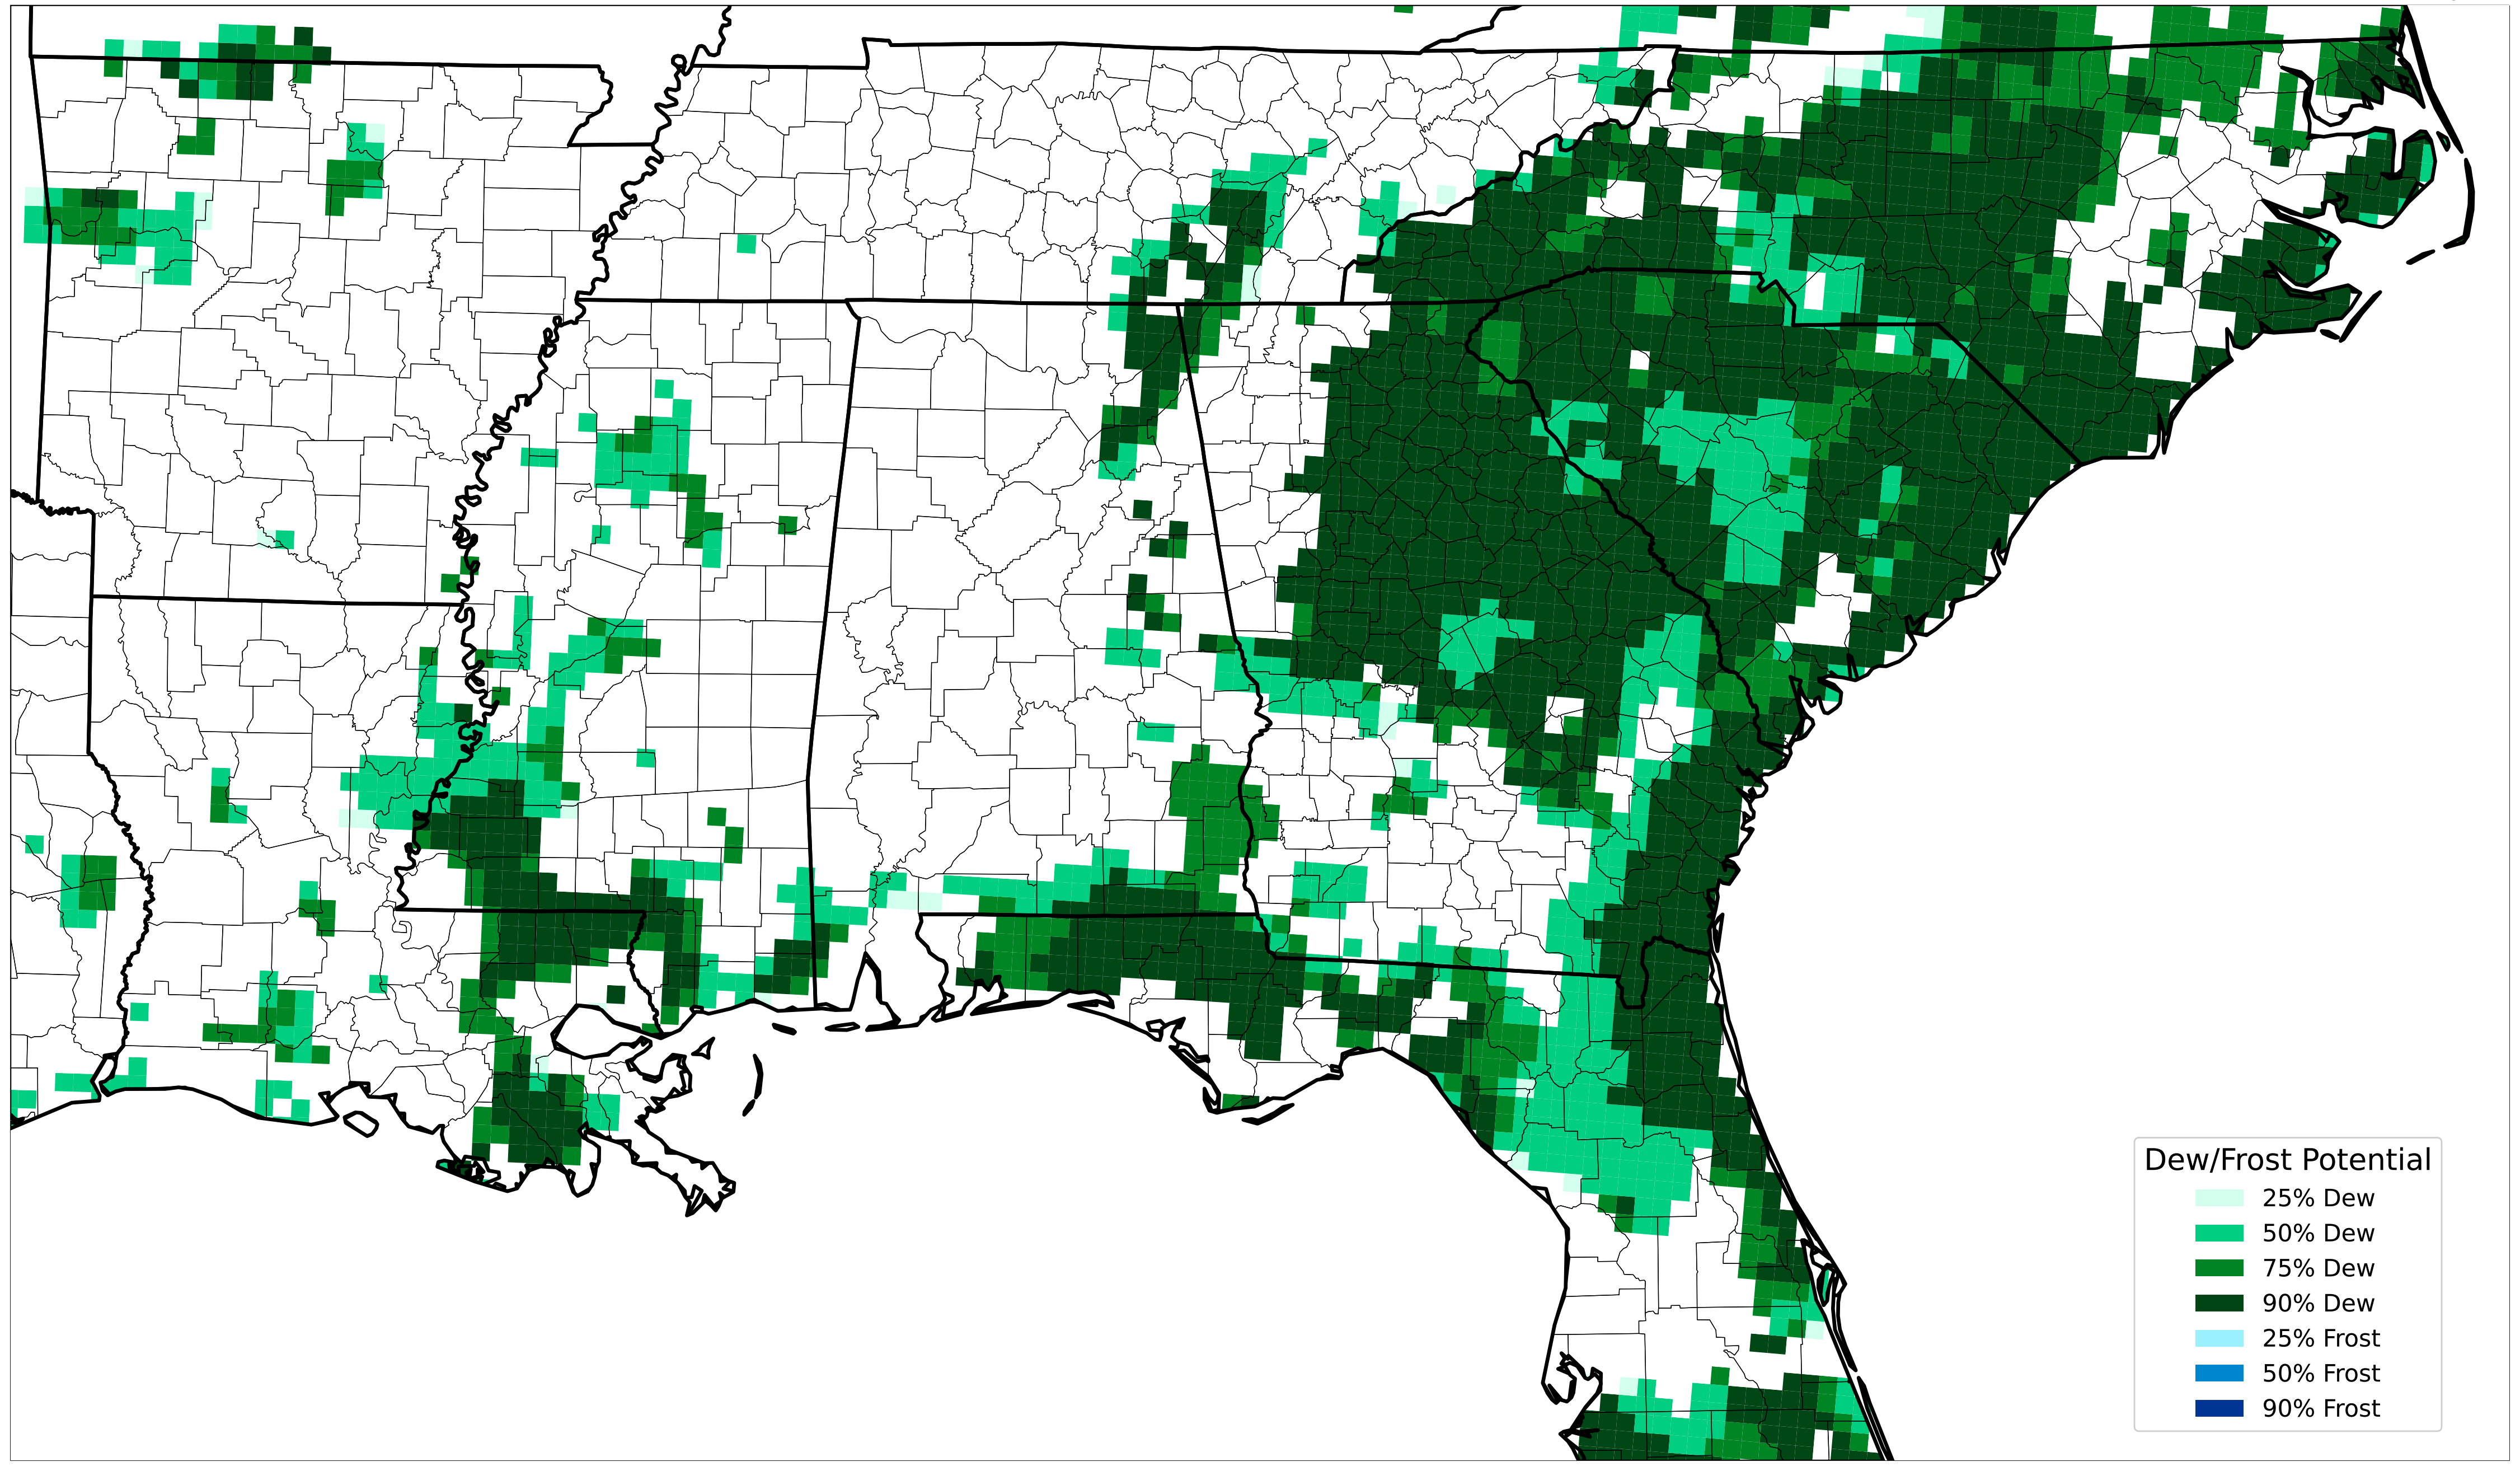 Dew/Frost Potential
25% Dew
50% Dew
75% Dew
90% Dew
25% Frost
50% Frost
90% Frost